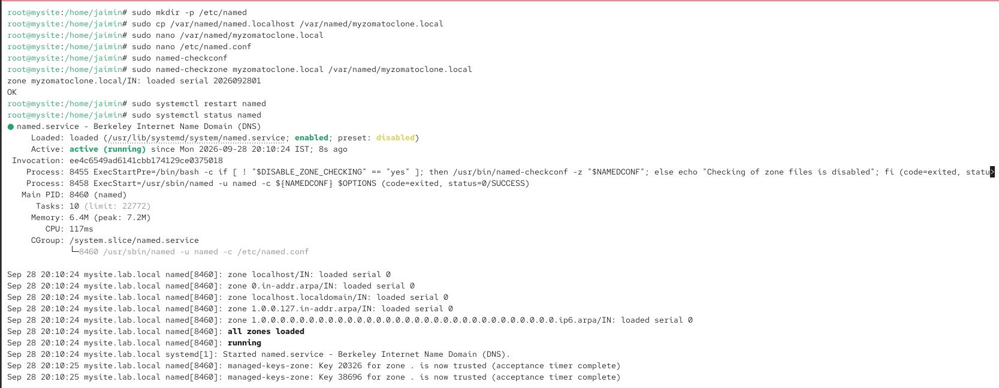 root@mysite:/home/jaimin# sudo mkdir -p /etc/named
root@mysite:/home/jaimin# sudo cp /var/named/named.localhost /var/named/myzomatoclone.local
root@mysite:/home/jaimin# sudo nano /var/named/myzomatoclone.local
root@mysite:/home/jaimin# sudo nano /etc/named.conf
root@mysite:/home/jaimin# sudo named-checkconf
root@mysite:/home/jaimin# sudo named-checkzone myzomatoclone.local /var/named/myzomatoclone.local
zone myzomatoclone.local/IN: loaded serial 2026092801
OK
root@mysite:/home/jaimin# sudo systemctl restart named
root@mysite:/home/jaimin# sudo systemctl status named
● named.service - Berkeley Internet Name Domain (DNS)
     Loaded: loaded (/usr/lib/systemd/system/named.service; enabled; preset: disabled)
     Active: active (running) since Mon 2026-09-28 20:10:24 IST; 8s ago
 Invocation: ee4c6549ad6141cbb174129ce0375018
    Process: 8455 ExecStartPre=/bin/bash -c if [ ! "$DISABLE_ZONE_CHECKING" == "yes" ]; then /usr/bin/named-checkconf -z "$NAMEDCONF"; else echo "Checking of zone files is disabled"; fi (code=exited, statu>
    Process: 8458 ExecStart=/usr/sbin/named -u named -c ${NAMEDCONF} $OPTIONS (code=exited, status=0/SUCCESS)
   Main PID: 8460 (named)
      Tasks: 10 (limit: 22772)
     Memory: 6.4M (peak: 7.2M)
        CPU: 117ms
     CGroup: /system.slice/named.service
             └─8460 /usr/sbin/named -u named -c /etc/named.conf

Sep 28 20:10:24 mysite.lab.local named[8460]: zone localhost/IN: loaded serial 0
Sep 28 20:10:24 mysite.lab.local named[8460]: zone 0.in-addr.arpa/IN: loaded serial 0
Sep 28 20:10:24 mysite.lab.local named[8460]: zone localhost.localdomain/IN: loaded serial 0
Sep 28 20:10:24 mysite.lab.local named[8460]: zone 1.0.0.127.in-addr.arpa/IN: loaded serial 0
Sep 28 20:10:24 mysite.lab.local named[8460]: zone 1.0.0.0.0.0.0.0.0.0.0.0.0.0.0.0.0.0.0.0.0.0.0.0.0.0.0.0.0.0.0.0.ip6.arpa/IN: loaded serial 0
Sep 28 20:10:24 mysite.lab.local named[8460]: all zones loaded
Sep 28 20:10:24 mysite.lab.local named[8460]: running
Sep 28 20:10:24 mysite.lab.local systemd[1]: Started named.service - Berkeley Internet Name Domain (DNS).
Sep 28 20:10:25 mysite.lab.local named[8460]: managed-keys-zone: Key 20326 for zone . is now trusted (acceptance timer complete)
Sep 28 20:10:25 mysite.lab.local named[8460]: managed-keys-zone: Key 38696 for zone . is now trusted (acceptance timer complete)